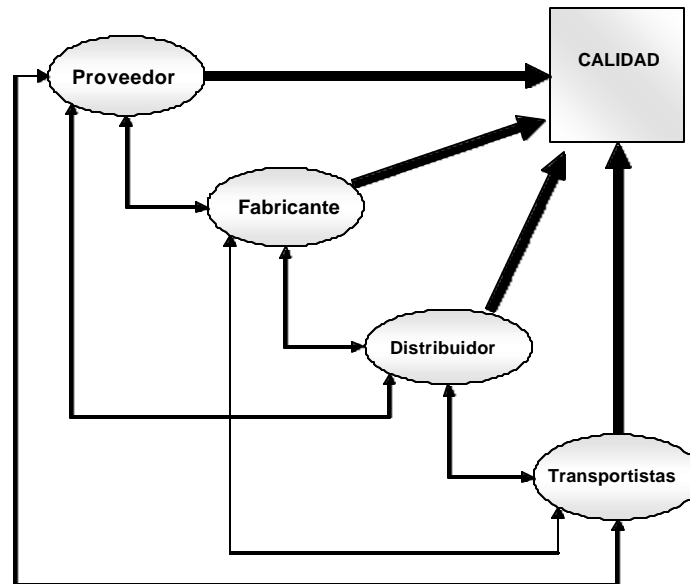 CALIDAD
Proveedor
Fabricante
Distribuidor
Transportistas